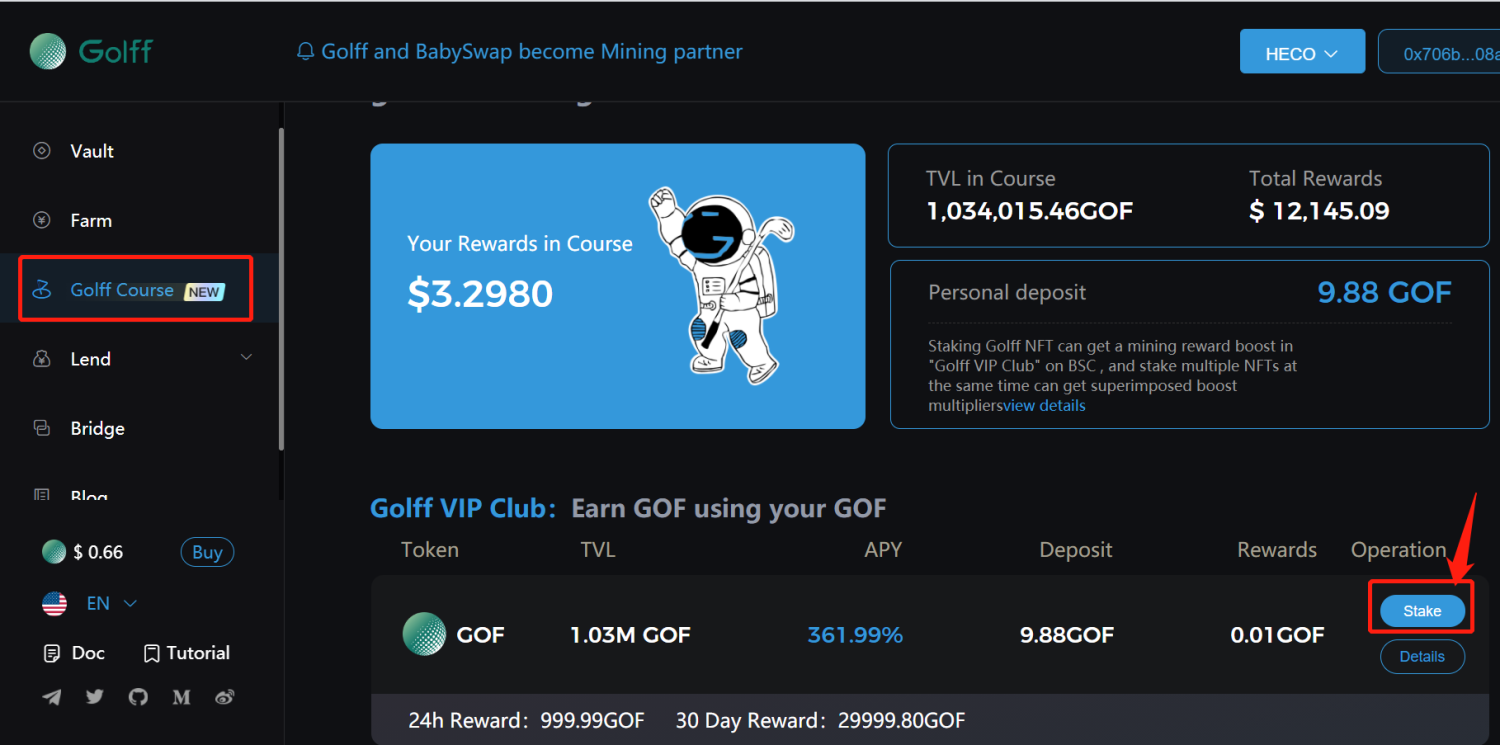 Golff
Golff and BabySwap become Mining partner
HECO
0x706b...08a
Vault
Farm
Golff Course NEW
Lend
Bridge
Blog
$ 0.66
Buy
EN
Doc
Tutorial
Your Rewards in Course
$3.2980
TVL in Course
1,034,015.46GOF
Total Rewards
$ 12,145.09
Personal deposit
9.88 GOF
Staking Golff NFT can get a mining reward boost in
"Golff VIP Club" on BSC , and stake multiple NFTs at
the same time can get superimposed boost
multipliersview details
Golff VIP Club： Earn GOF using your GOF
Token TVL APY Deposit Rewards Operation
GOF 1.03M GOF 361.99% 9.88GOF 0.01GOF
Stake
Details
24h Reward：999.99GOF 30 Day Reward：29999.80GOF